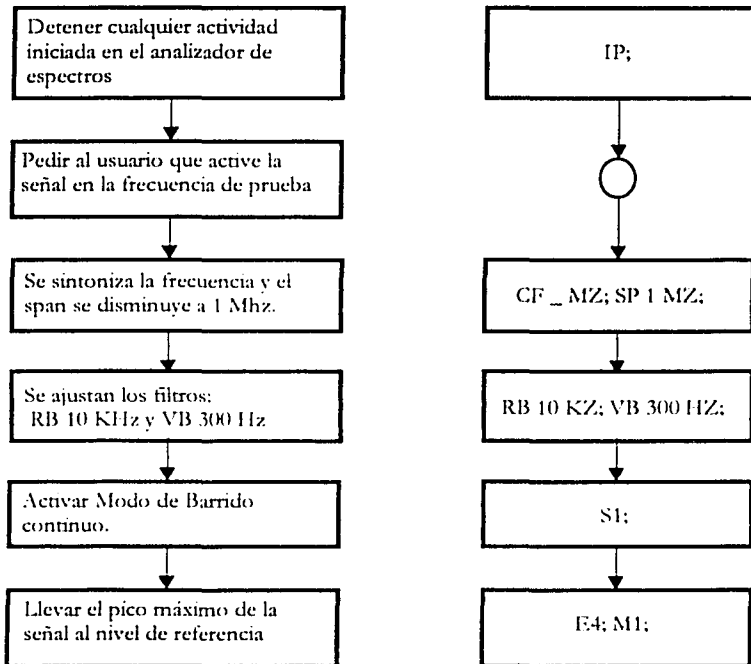 Detener cualquier actividad
iniciada en el analizador de
espectros
IP;
Pedir al usuario que active la
señal en la frecuencia de prueba
Se sintoniza la frecuencia y el
span se disminuye a 1 Mhz.
CF _ MZ; SP 1 MZ;
Se ajustan los filtros:
RB 10 KHz y VB 300 Hz
RB 10 KZ; VB 300 HZ;
Activar Modo de Barrido
continuo.
S1;
Llevar el pico máximo de la
señal al nivel de referencia
E4; M1;